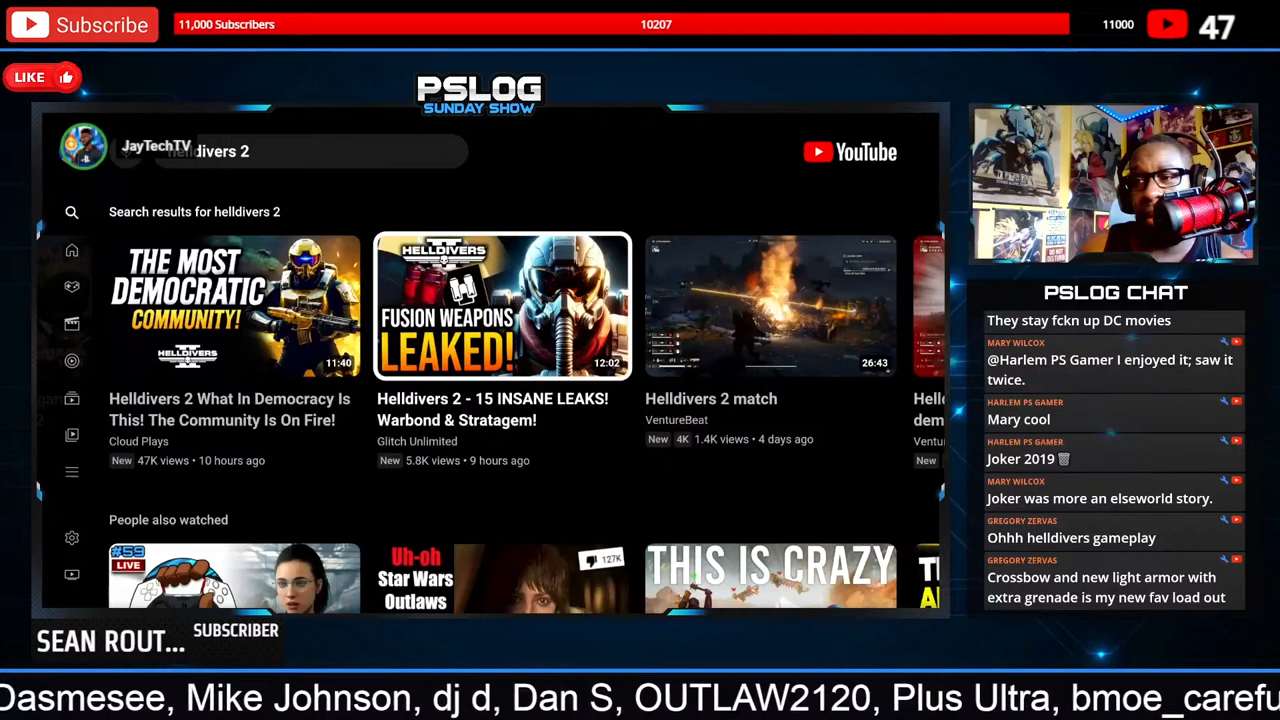 Subscribe
11,000 Subscribers
10207
11000
47
LIKE
PSLOG
SUNDAY SHOW
JayTechTV
helldivers 2
YouTube
Search results for helldivers 2
THE MOST
DEMOCRATIC
COMMUNITY!
HELLDIVERS
11:40
Helldivers 2 What In Democracy Is
This! The Community Is On Fire!
Cloud Plays
New 47K views • 10 hours ago
HELLDIVERS
FUSION WEAPONS
LEAKED!
12:02
Helldivers 2 - 15 INSANE LEAKS!
Warbond & Stratagem!
Glitch Unlimited
New 5.8K views • 9 hours ago
26:43
Helldivers 2 match
VentureBeat
New 4K 1.4K views • 4 days ago
Hell
dem
Ventu
New
People also watched
#59
LIVE
Uh-oh
Star Wars
Outlaws
127K
THIS IS CRAZY
PSLOG CHAT
They stay fckn up DC movies
MARY WILCOX
@Harlem PS Gamer I enjoyed it; saw it
twice.
HARLEM PS GAMER
Mary cool
HARLEM PS GAMER
Joker 2019🗑️
MARY WILCOX
Joker was more an elseworld story.
GREGORY ZERVAS
Ohhh helldivers gameplay
GREGORY ZERVAS
Crossbow and new light armor with
extra grenade is my new fav load out
SEAN ROUT...
SUBSCRIBER
Dasmesee, Mike Johnson, dj d, Dan S, OUTLAW2120, Plus Ultra, bmoe_carefu